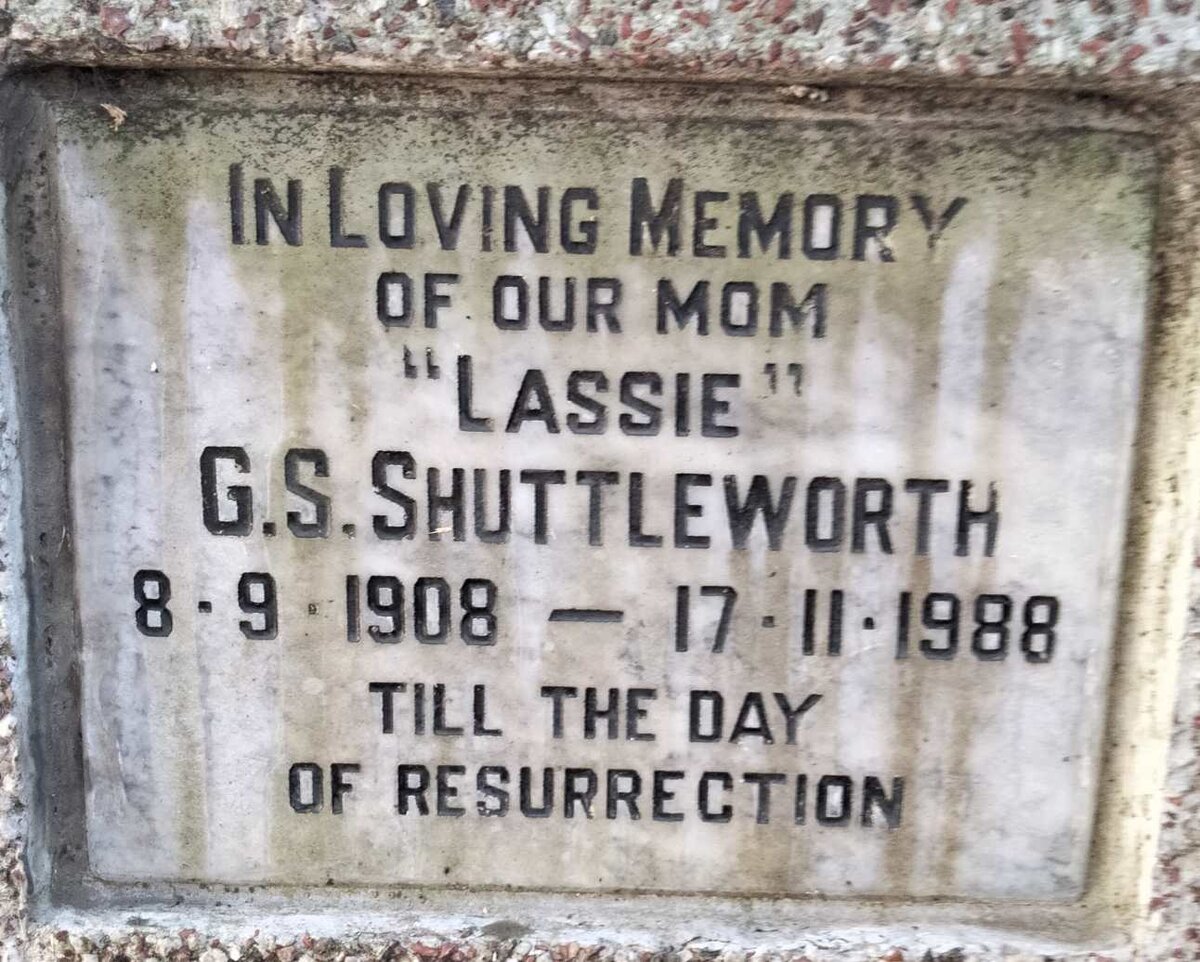 IN LOVING MEMORY
OF OUR MOM
"LASSIE"
G.S. SHUTTLEWORTH
8·9·1908 — 17·11·1988
TILL THE DAY
OF RESURRECTION